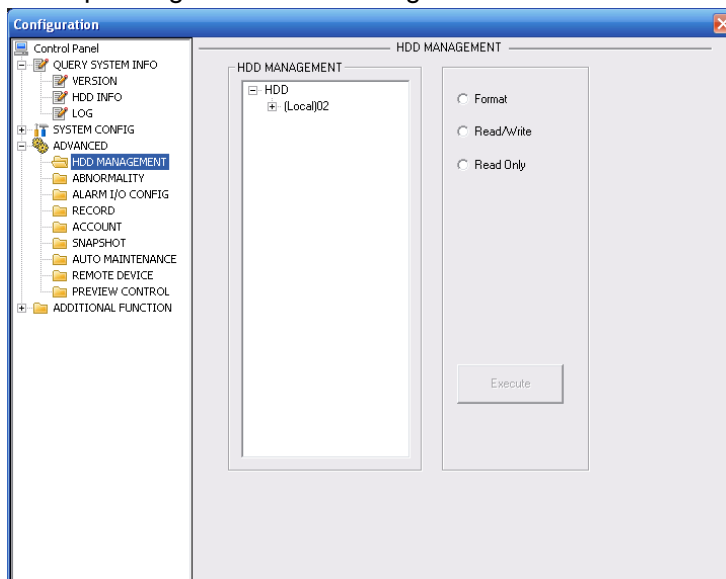 Configuration
Control Panel
QUERY SYSTEM INFO
VERSION
HDD INFO
LOG
SYSTEM CONFIG
ADVANCED
HDD MANAGEMENT
ABNORMALITY
ALARM I/O CONFIG
RECORD
ACCOUNT
SNAPSHOT
AUTO MAINTENANCE
REMOTE DEVICE
PREVIEW CONTROL
ADDITIONAL FUNCTION
HDD MANAGEMENT
HDD MANAGEMENT
HDD
(Local)02
Format
Read/Write
Read Only
Execute